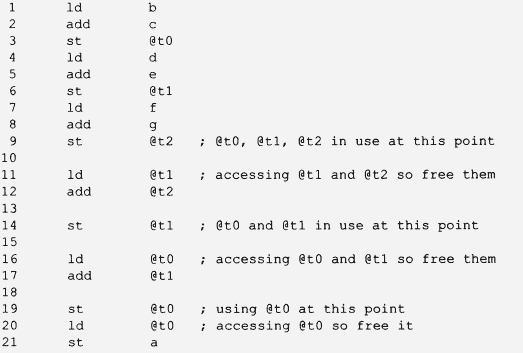 1 ld b
2 add c
3 st @t0
4 ld d
5 add e
6 st @t1
7 ld f
8 add g
9 st @t2 ; @t0, @t1, @t2 in use at this point
10
11 ld @t1 ; accessing @t1 and @t2 so free them
12 add @t2
13
14 st @t1 ; @t0 and @t1 in use at this point
15
16 ld @t0 ; accessing @t0 and @t1 so free them
17 add @t1
18
19 st @t0 ; using @t0 at this point
20 ld @t0 ; accessing @t0 so free it
21 st a